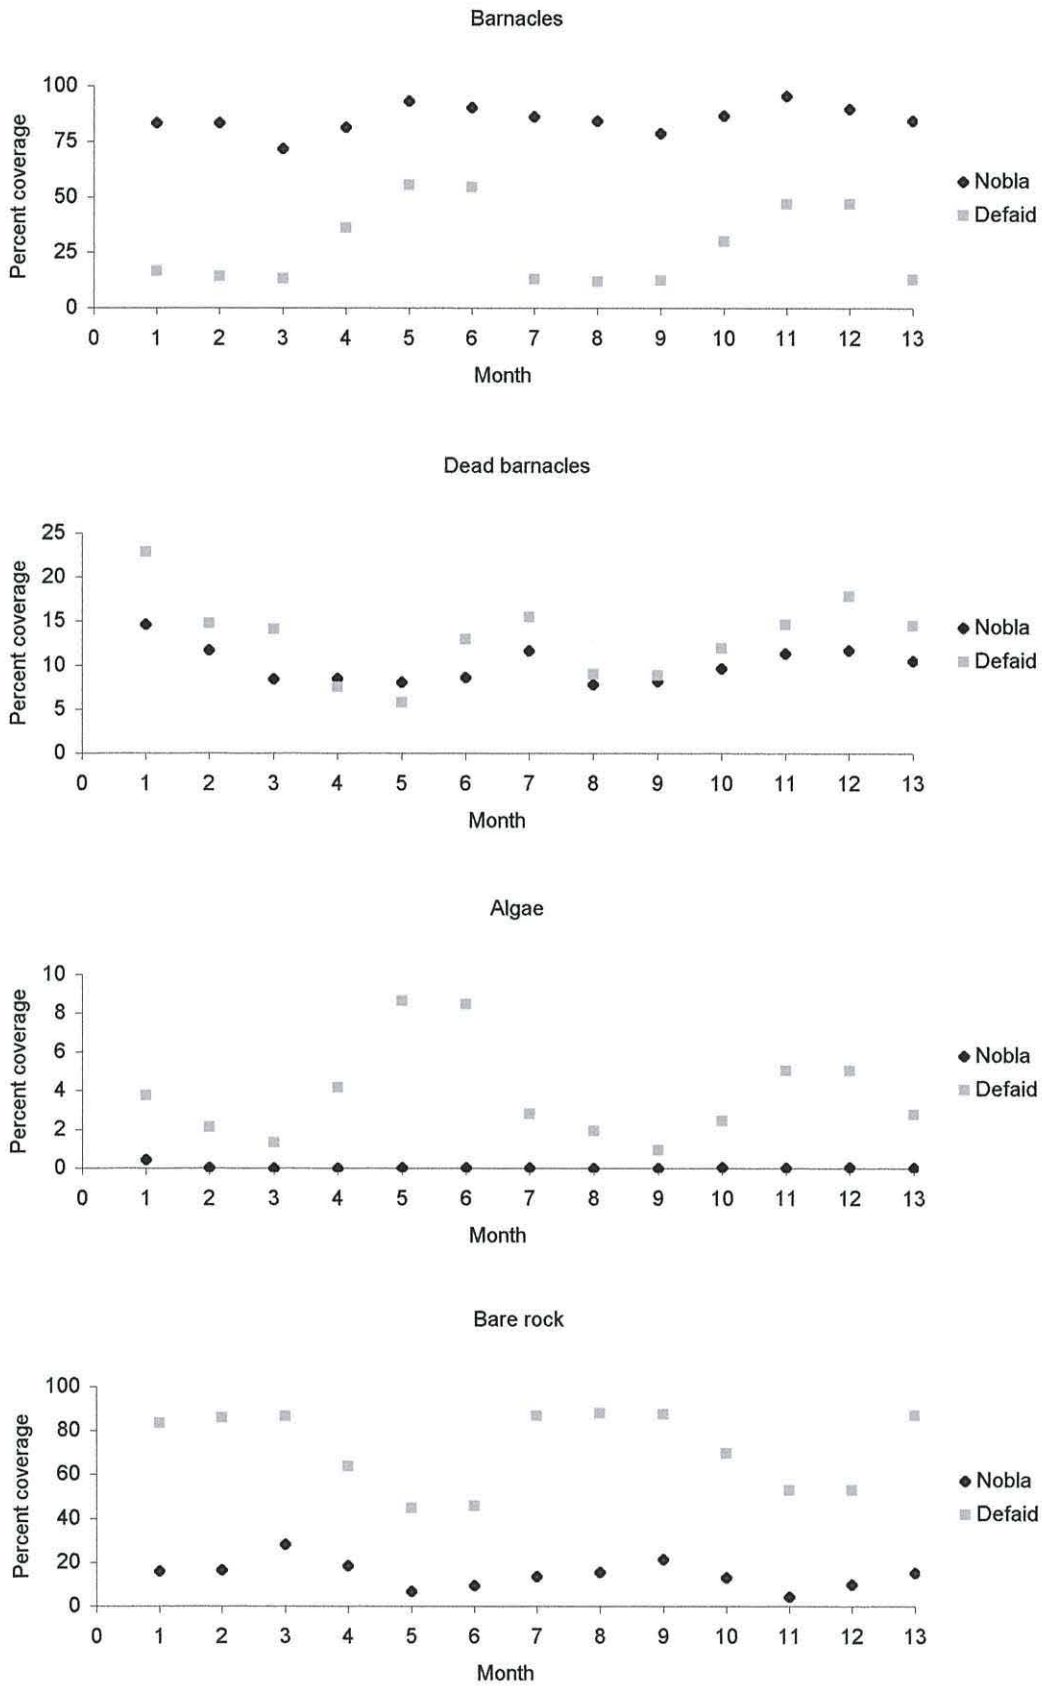 Barnacles
100
75
50
25
0
Percent coverage
0 1 2 3 4 5 6 7 8 9 10 11 12 13
Month
Nobla
Defaid
Dead barnacles
25
20
15
10
5
0
Percent coverage
0 1 2 3 4 5 6 7 8 9 10 11 12 13
Month
Nobla
Defaid
Algae
10
8
6
4
2
0
Percent coverage
0 1 2 3 4 5 6 7 8 9 10 11 12 13
Month
Nobla
Defaid
Bare rock
100
80
60
40
20
0
Percent coverage
0 1 2 3 4 5 6 7 8 9 10 11 12 13
Month
Nobla
Defaid